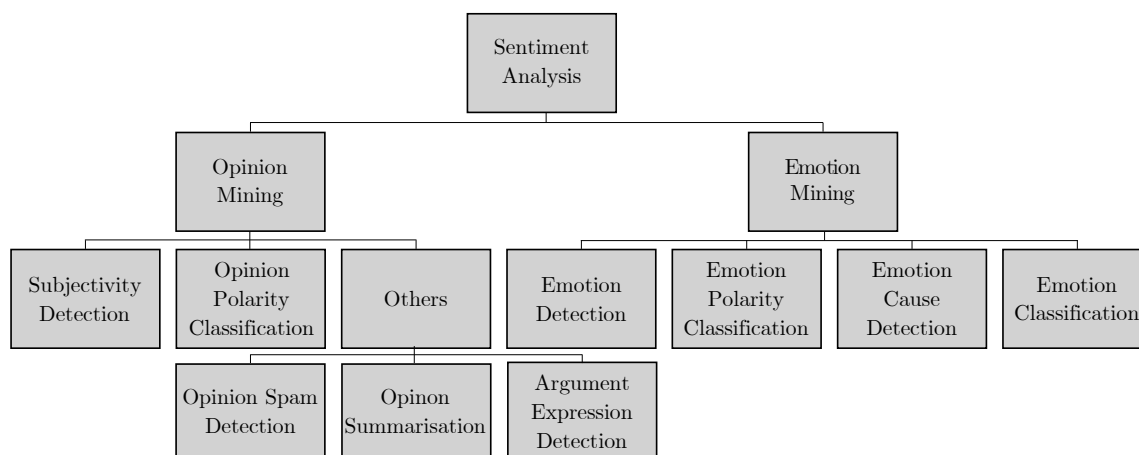 Sentiment
Analysis
Opinion
Mining
Emotion
Mining
Subjectivity
Detection
Opinion
Polarity
Classification
Others
Emotion
Detection
Emotion
Polarity
Classification
Emotion
Cause
Detection
Emotion
Classification
Opinion Spam
Detection
Opinon
Summarisation
Argument
Expression
Detection